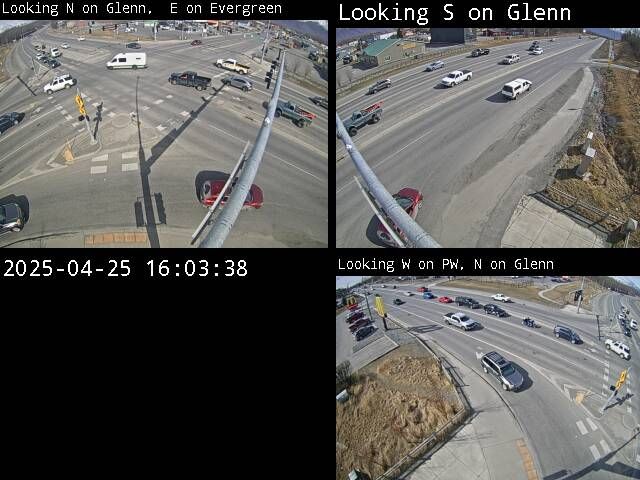 Looking N on Glenn,  E on Evergreen
Looking S on Glenn
2025-04-25 16:03:38
Looking W on PW, N on Glenn